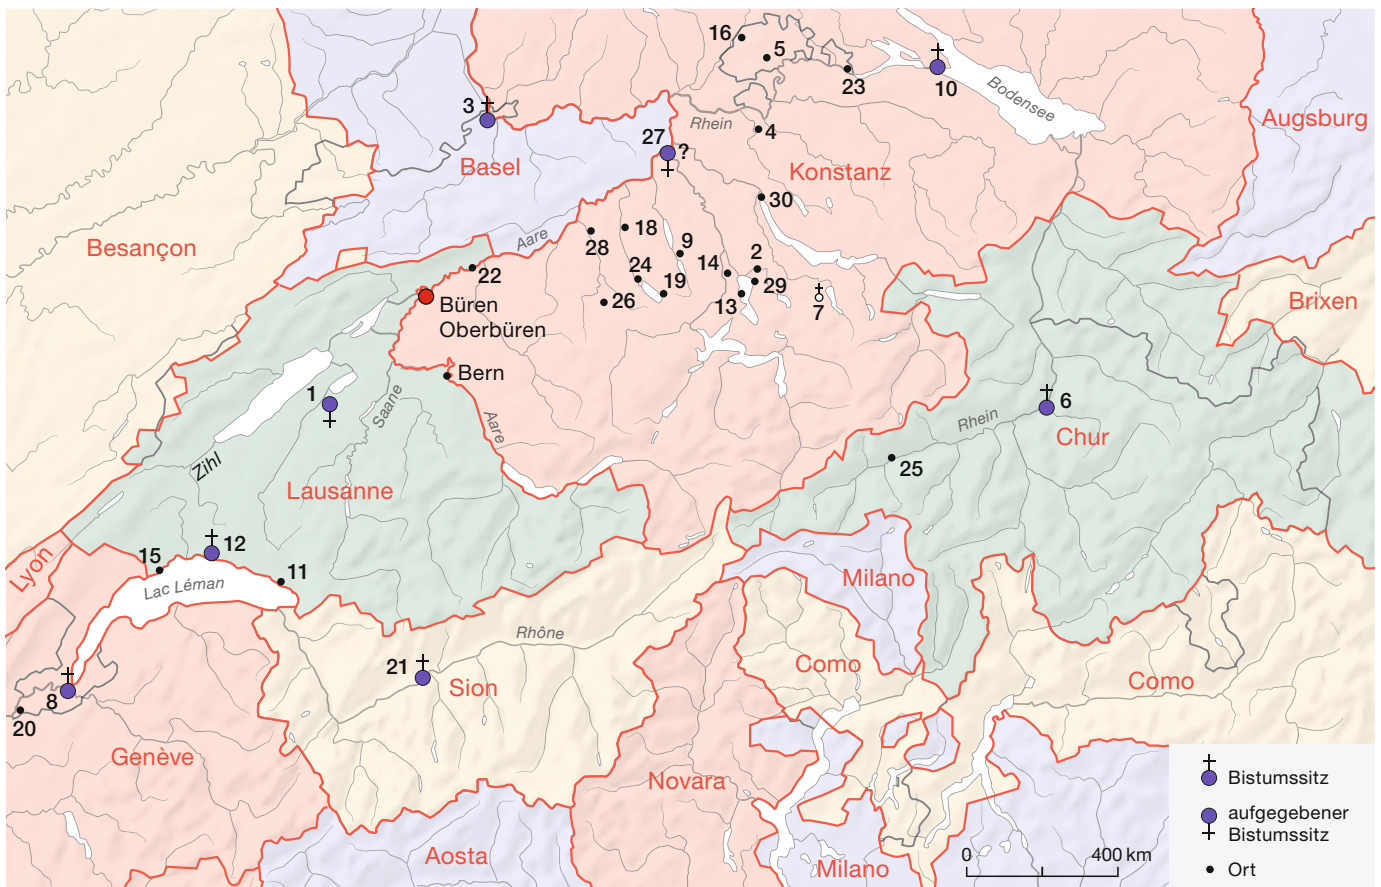 16
5
23
10
Bodensee
Augsburg
3
Rhein
4
27
?
Basel
Konstanz
30
Besançon
Aare
28
18
9
2
22
24
14
29
19
26
13
7
Brixen
Büren
Oberbüren
Bern
1
Saane
Aare
6
Rhein
Chur
25
Zihl
Lausanne
12
15
11
Lyon
Lac Léman
Milano
Rhône
21
Sion
Como
Como
8
20
Genève
Novara
Aosta
Milano
Bistumssitz
aufgegebener
Bistumssitz
0
400 km
Ort